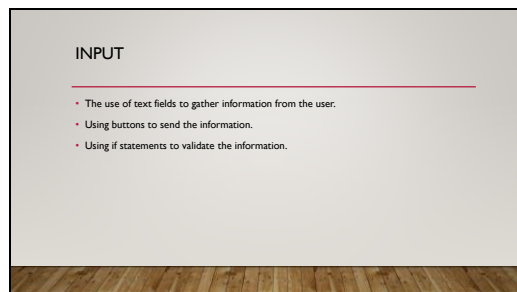 INPUT
• The use of text fields to gather information from the user.
• Using buttons to send the information.
• Using if statements to validate the information.